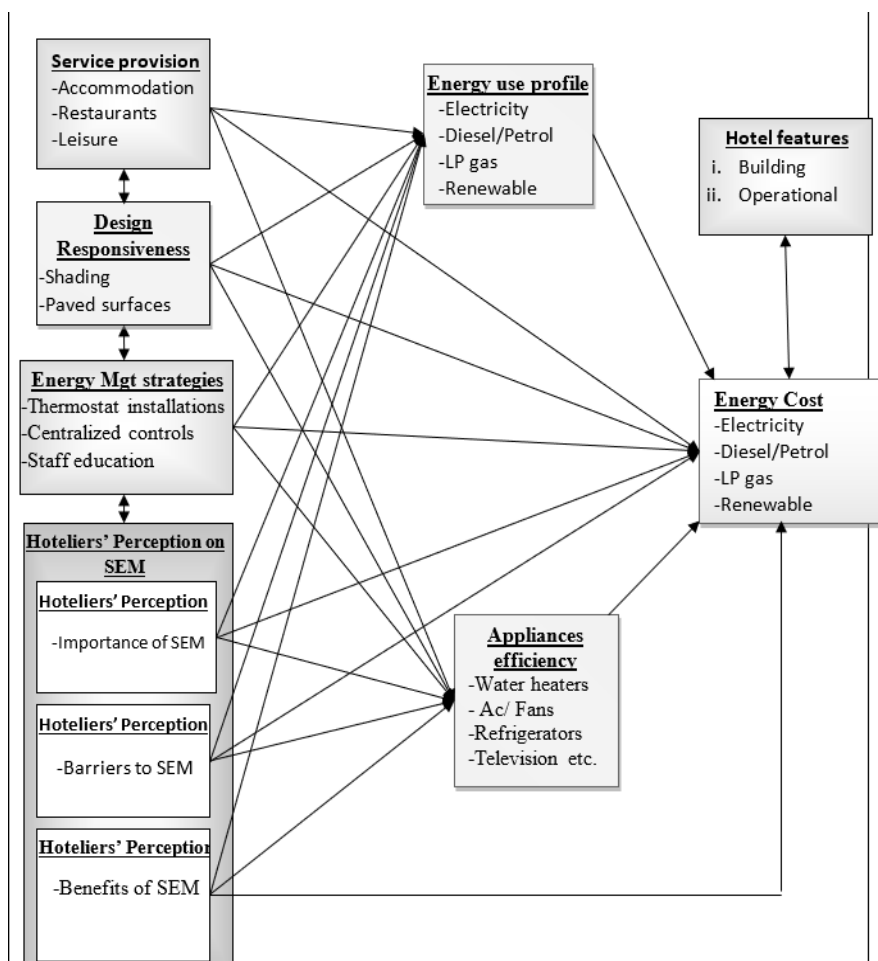 Service provision
-Accommodation
-Restaurants
-Leisure
Design
Responsiveness
-Shading
-Paved surfaces
Energy Mgt strategies
-Thermostat installations
-Centralized controls
-Staff education
Hoteliers' Perception on
SEM
Hoteliers' Perception
-Importance of SEM
Hoteliers' Perception
-Barriers to SEM
Hoteliers' Perception
-Benefits of SEM
Energy use profile
-Electricity
-Diesel/Petrol
-LP gas
-Renewable
Appliances
efficiency
-Water heaters
- Ac/ Fans
-Refrigerators
-Television etc.
Hotel features
i. Building
ii. Operational
Energy Cost
-Electricity
-Diesel/Petrol
-LP gas
-Renewable